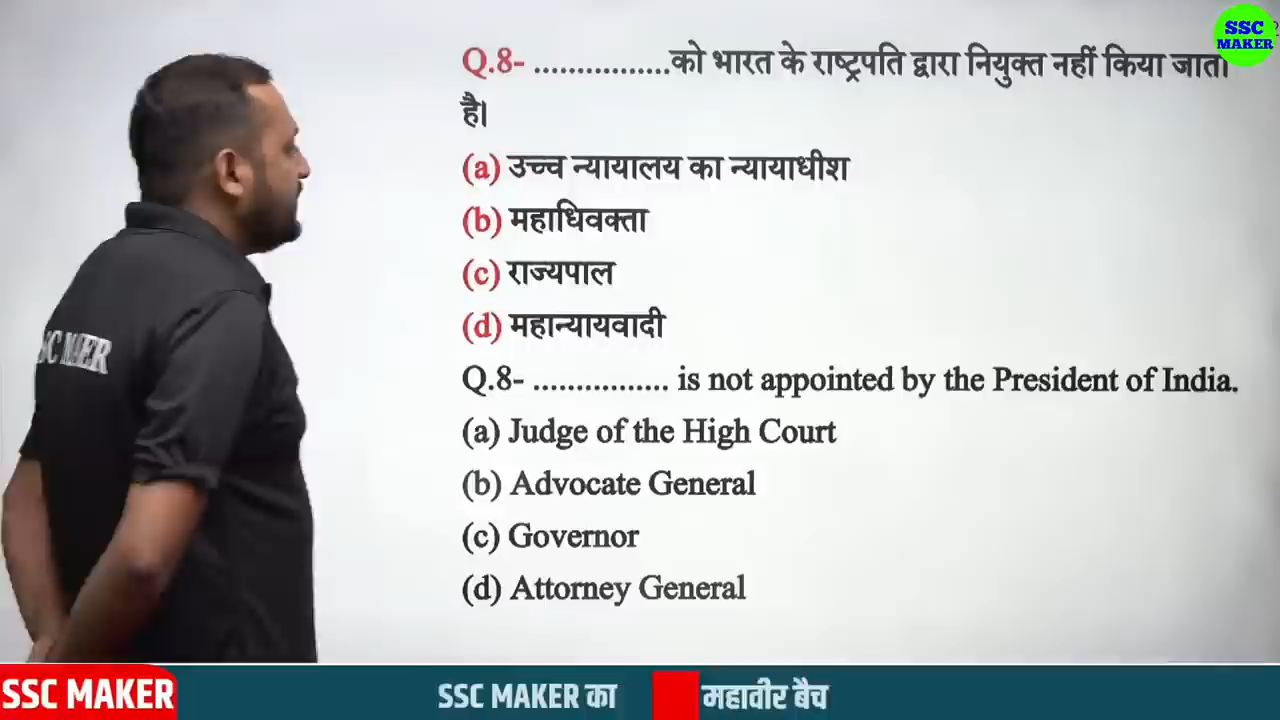 SSC
MAKER
Q.8- .................को भारत के राष्ट्रपति द्वारा नियुक्त नहीं किया जाता
है।
(a) उच्च न्यायालय का न्यायाधीश
(b) महाधिवक्ता
(c) राज्यपाल
(d) महान्यायवादी
Q.8- ................. is not appointed by the President of India.
(a) Judge of the High Court
(b) Advocate General
(c) Governor
(d) Attorney General
SSC MAKER
SSC MAKER का महावीर बैच